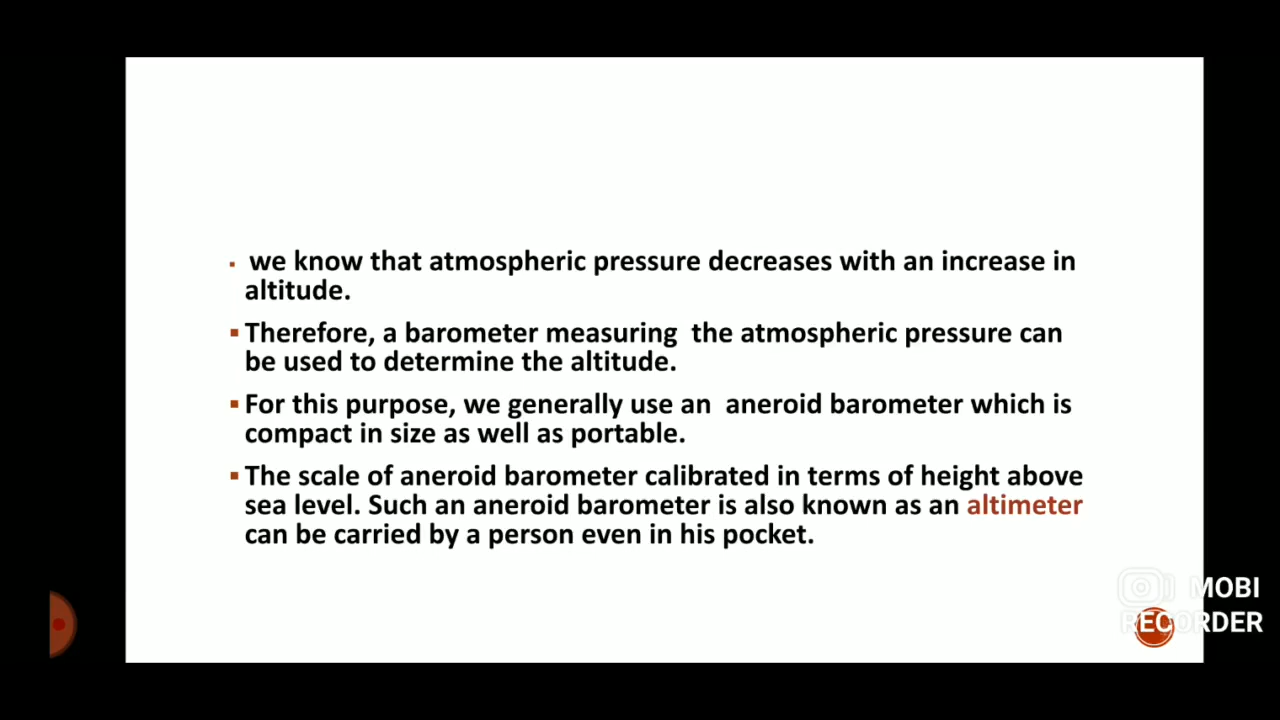 we know that atmospheric pressure decreases with an increase in
altitude.
Therefore, a barometer measuring the atmospheric pressure can
be used to determine the altitude.
For this purpose, we generally use an aneroid barometer which is
compact in size as well as portable.
The scale of aneroid barometer calibrated in terms of height above
sea level. Such an aneroid barometer is also known as an altimeter
can be carried by a person even in his pocket.
MOBI
RECORDER